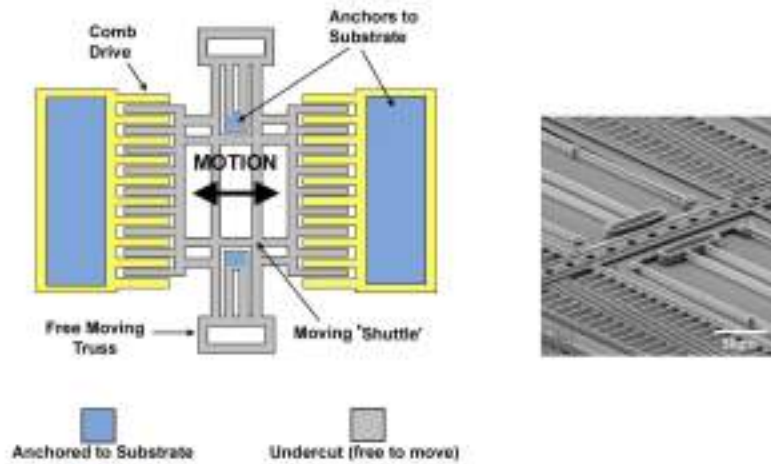 Comb
Drive
Anchors to
Substrate
MOTION
Free Moving
Truss
Moving 'Shuttle'
Anchored to Substrate
Undercut (free to move)